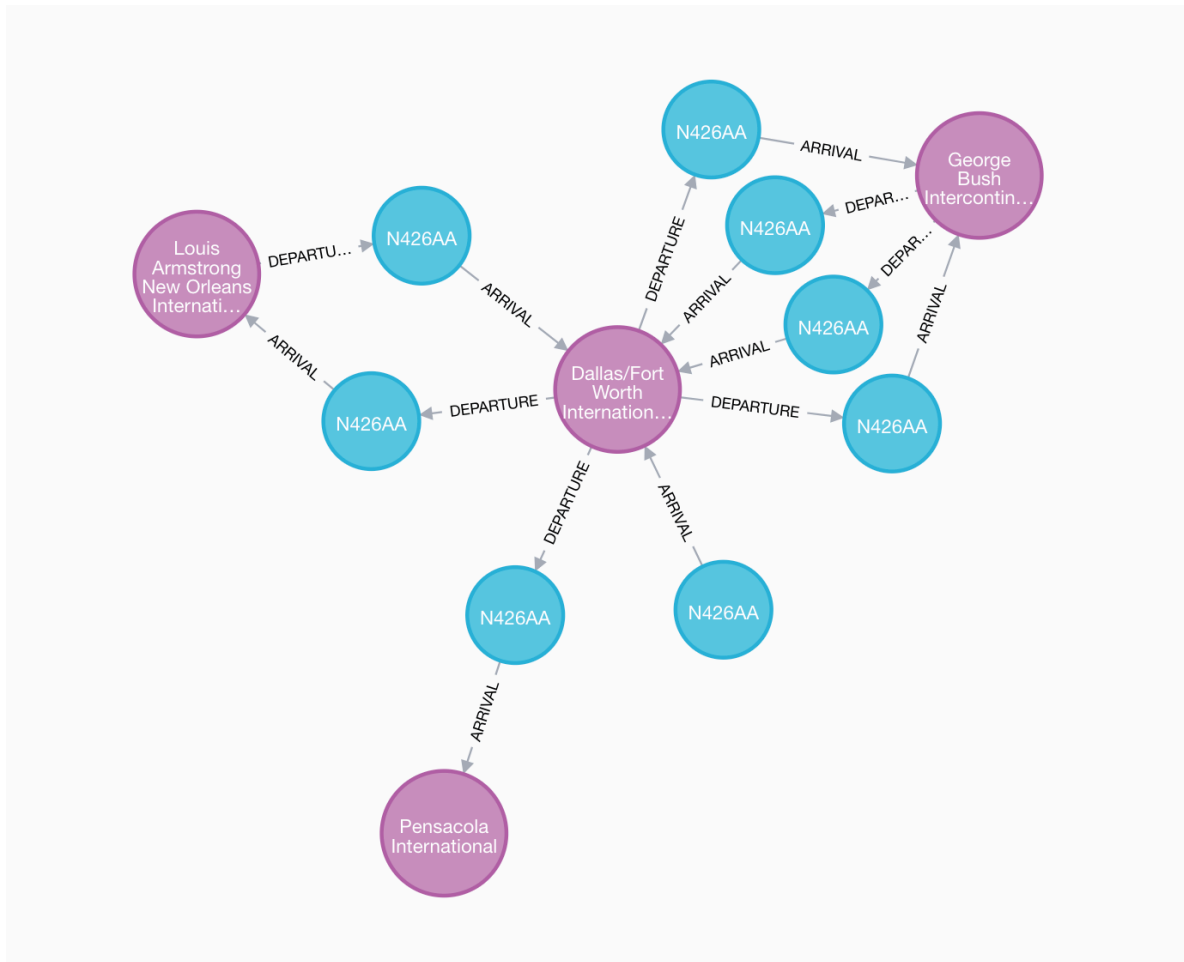 N426AA
ARRIVAL
George
Bush
Intercontin…
DEPAR…
N426AA
DEPARTURE
ARRIVAL
DEPAR…
N426AA
ARRIVAL
ARRIVAL
N426AA
DEPARTU…
Louis
Armstrong
New Orleans
Internati…
ARRIVAL
ARRIVAL
N426AA
DEPARTURE
Dallas/Fort
Worth
Internation…
DEPARTURE
N426AA
DEPARTURE
ARRIVAL
N426AA
N426AA
ARRIVAL
Pensacola
International